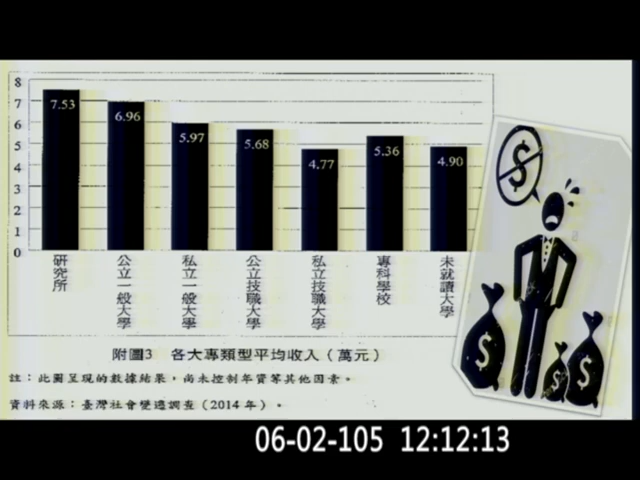 8
7
6
5
4
3
2
1
0
7.53
6.96
5.97
5.68
4.77
5.36
4.90
研究所
公立一般大學
私立一般大學
公立技職大學
私立技職大學
專科學校
未就讀大學
附圖3 各大專類型平均收入（萬元）
註：此圖呈現的數據結果，尚未控制年資等其他因素。
資料來源：臺灣社會變遷調查（2014 年）。
$
$
$
$
06-02-105 12:12:13